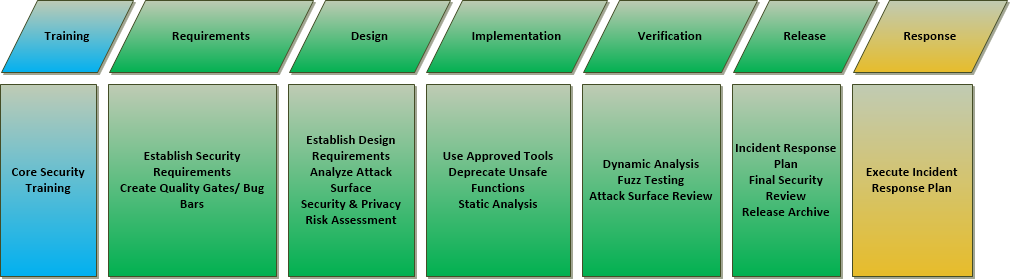 Training
Requirements
Design
Implementation
Verification
Release
Response
Core Security
Training
Establish Security
Requirements
Create Quality Gates/ Bug
Bars
Establish Design
Requirements
Analyze Attack
Surface
Security & Privacy
Risk Assessment
Use Approved Tools
Deprecate Unsafe
Functions
Static Analysis
Dynamic Analysis
Fuzz Testing
Attack Surface Review
Incident Response
Plan
Final Security
Review
Release Archive
Execute Incident
Response Plan